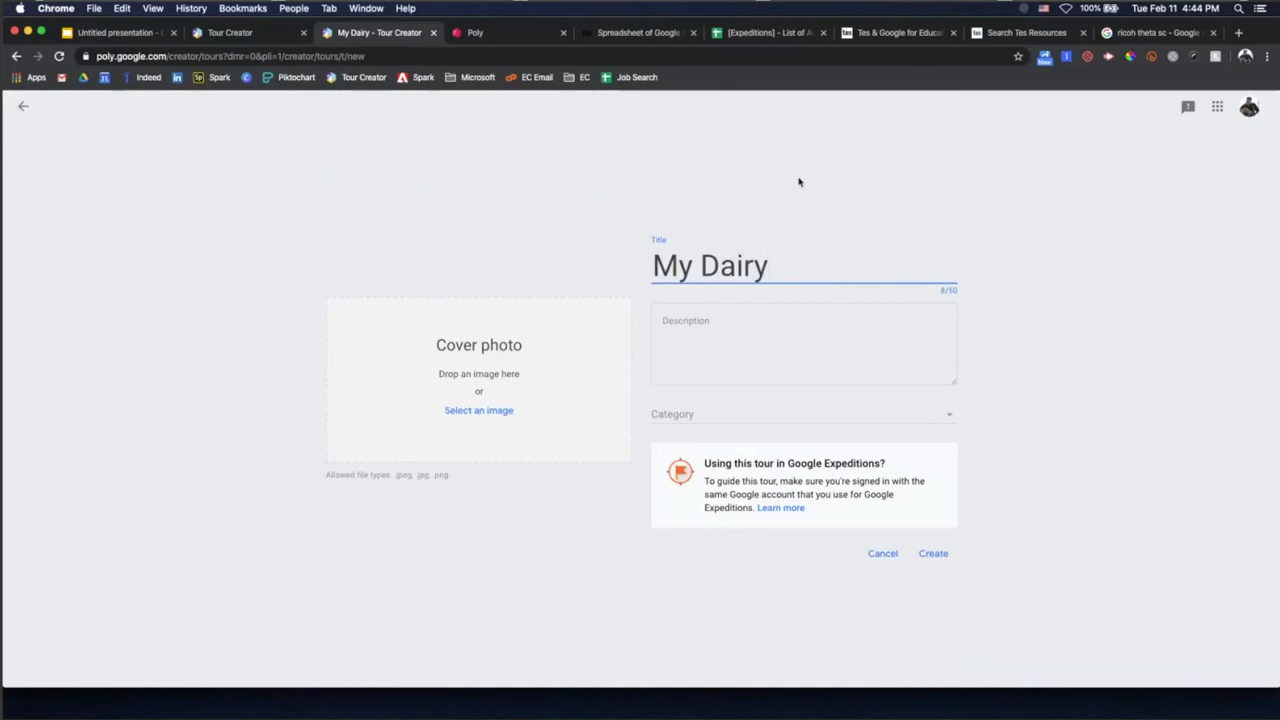 Chrome File Edit View History Bookmarks People Tab Window Help 100% Tue Feb 11 4:44 PM
Untitled presentation - Tour Creator My Dairy - Tour Creator Poly Spreadsheet of Google [Expeditions] - List of A Tes & Google for Educa Search Tes Resources ricoh theta sc - Google
poly.google.com/creator/tours?dmr=0&pli=1/creator/tours/t/new
Apps Indeed Spark Piktochart Tour Creator Spark Microsoft EC Email EC Job Search
Title
My Dairy
8/50
Description
Cover photo
Drop an image here
or
Select an image
Category
Allowed file types: .jpeg, .jpg, .png
Using this tour in Google Expeditions?
To guide this tour, make sure you're signed in with the
same Google account that you use for Google
Expeditions. Learn more
Cancel Create